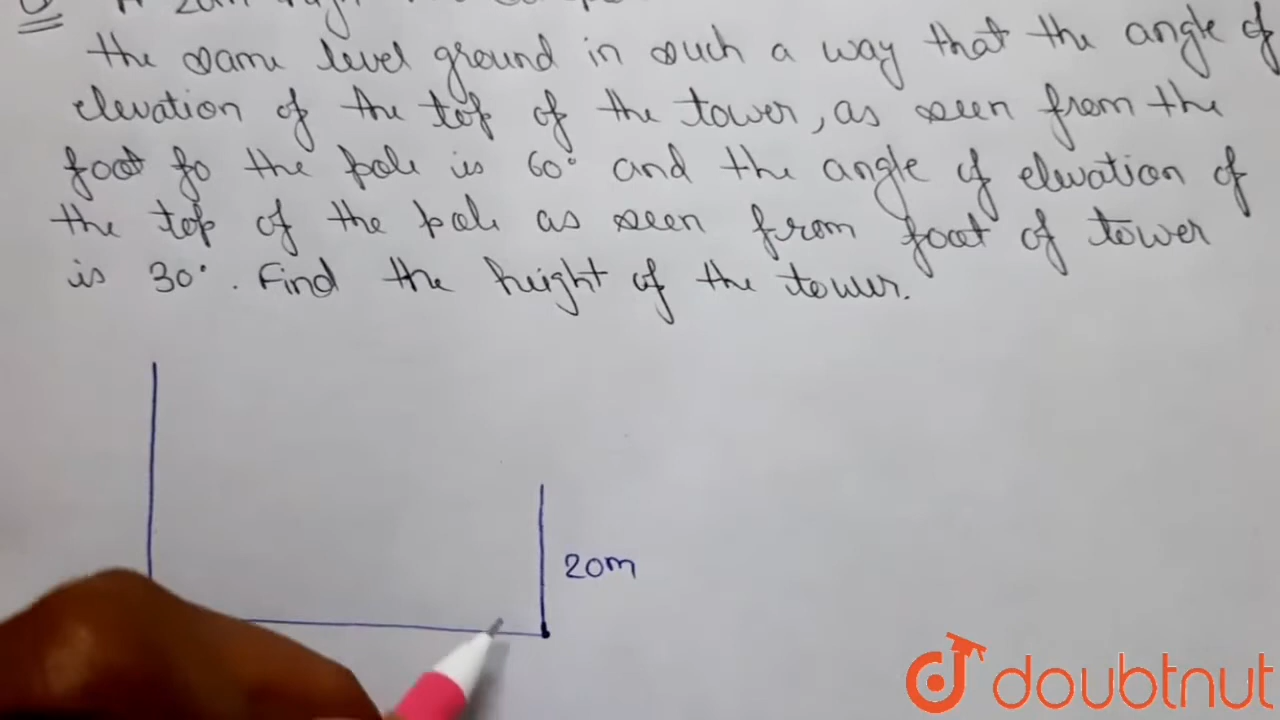 A 20m high
the same level ground in such a way that the angle of
elevation of the top of the tower, as seen from the
foot fo the pole is 60° and the angle of elevation of
the top of the pole as seen from foot of tower
is 30°. Find the height of the tower.
20m
doubtnut